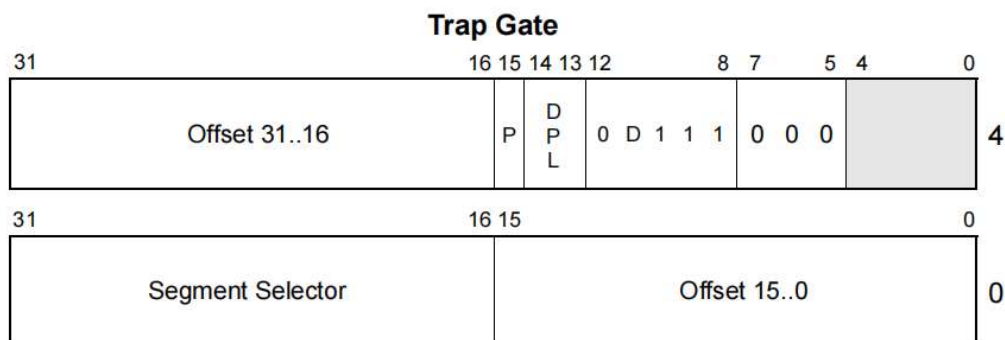 Trap Gate
31 16 15 14 13 12 8 7 5 4 0
Offset 31..16 P DPL 0 D 1 1 1 0 0 0 4
31 16 15 0
Segment Selector Offset 15..0 0